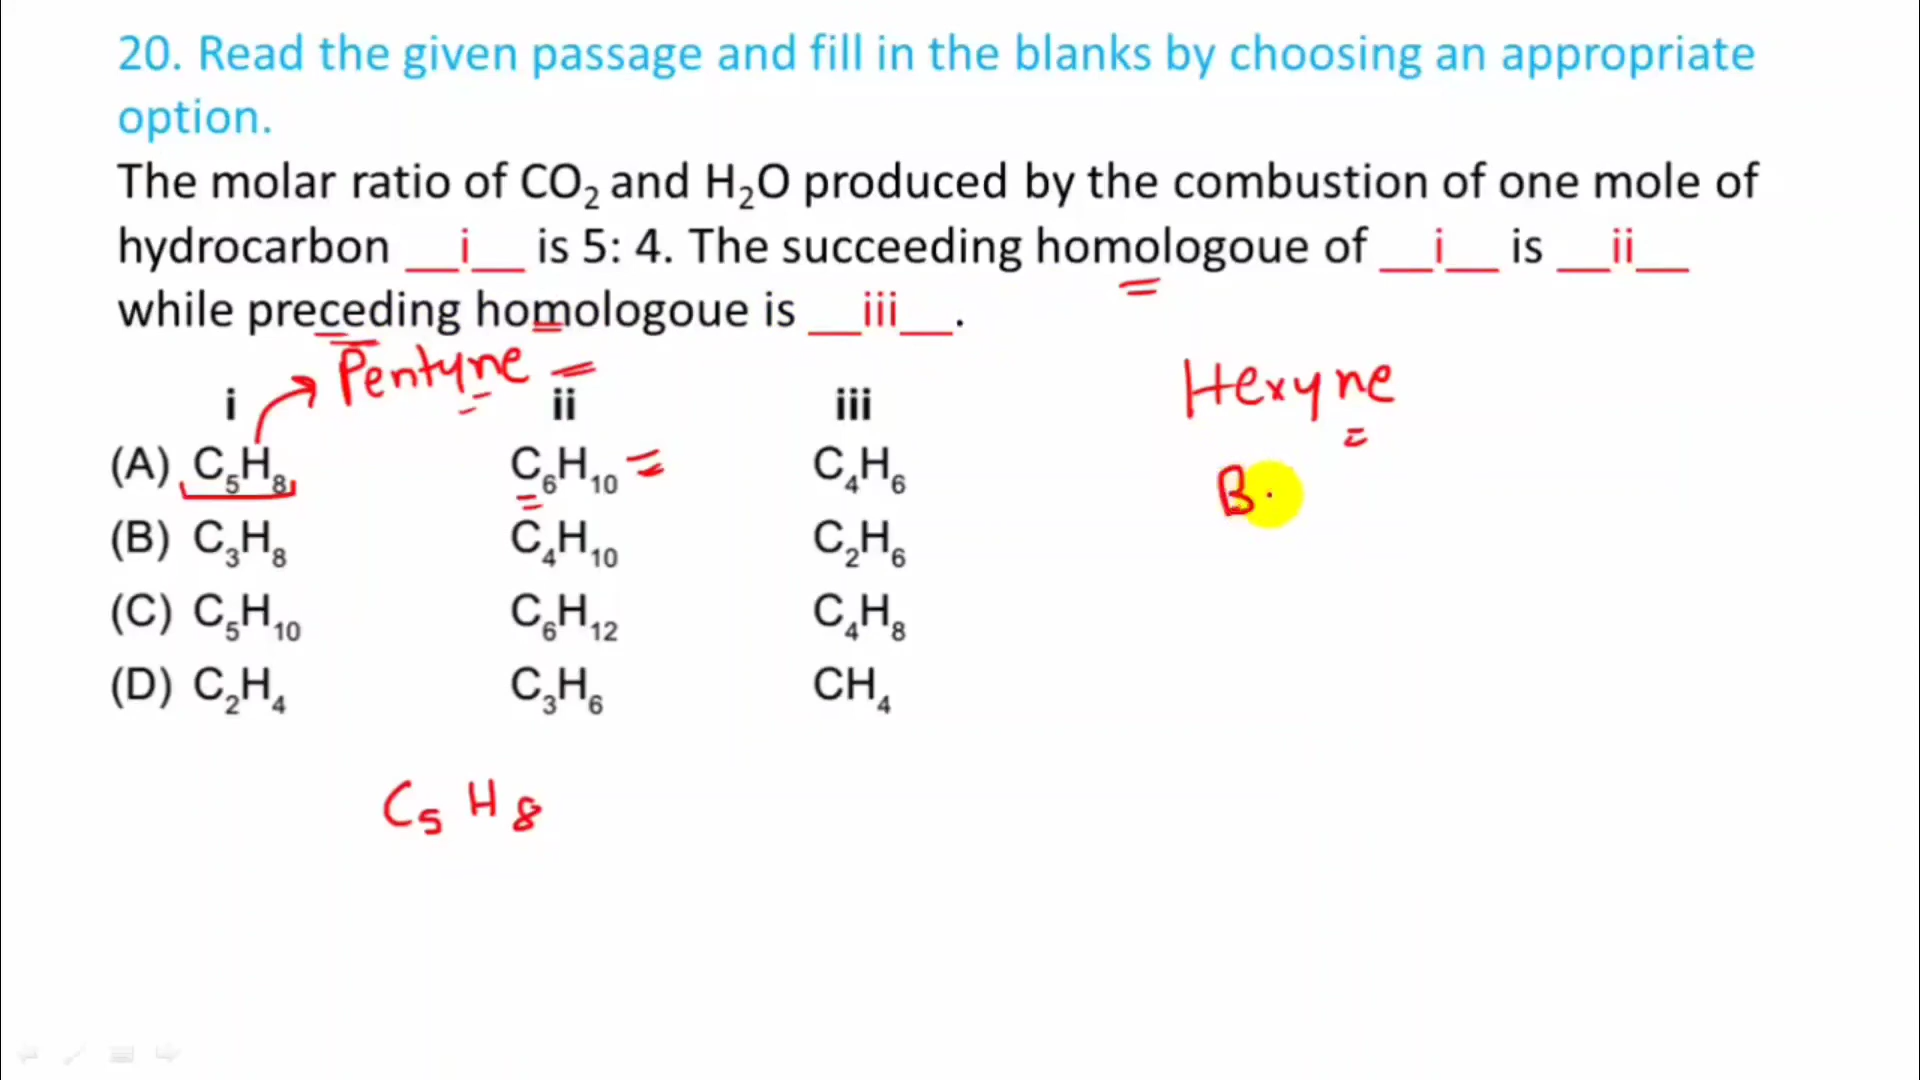 20. Read the given passage and fill in the blanks by choosing an appropriate
option.
The molar ratio of CO₂ and H₂O produced by the combustion of one mole of
hydrocarbon __i__ is 5: 4. The succeeding homologoue of __i__ is __ii__
while preceding homologoue is __iii__.
Pentyne
Hexyne
i ii iii
(A) C₅H₈ C₆H₁₀ C₄H₆
B
(B) C₃H₈ C₄H₁₀ C₂H₆
(C) C₅H₁₀ C₆H₁₂ C₄H₈
(D) C₂H₄ C₃H₆ CH₄
C₅H₈